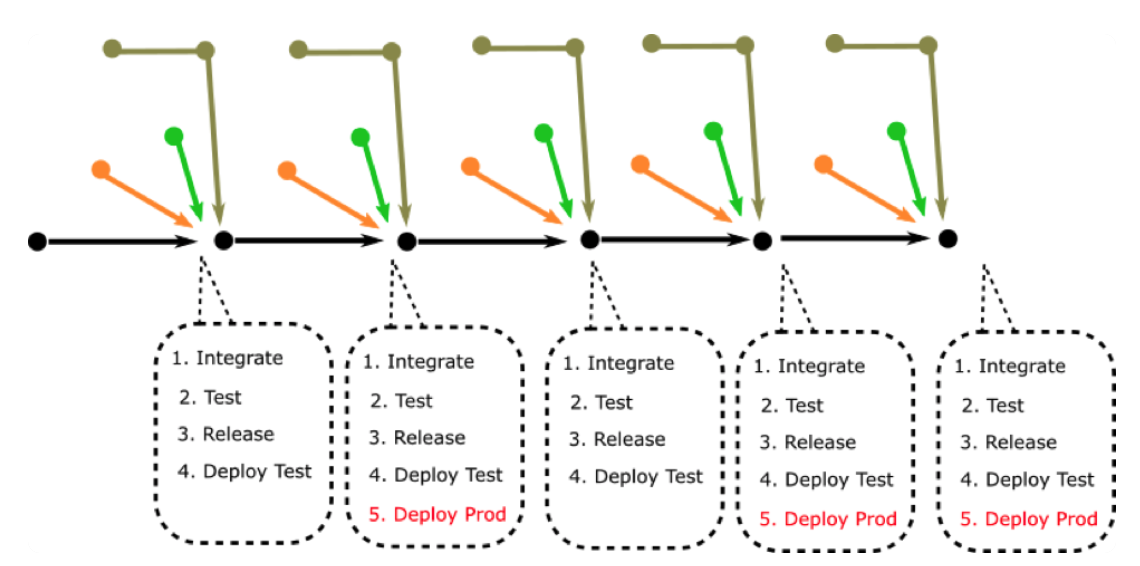 1. Integrate
2. Test
3. Release
4. Deploy Test
1. Integrate
2. Test
3. Release
4. Deploy Test
5. Deploy Prod
1. Integrate
2. Test
3. Release
4. Deploy Test
1. Integrate
2. Test
3. Release
4. Deploy Test
5. Deploy Prod
1. Integrate
2. Test
3. Release
4. Deploy Test
5. Deploy Prod